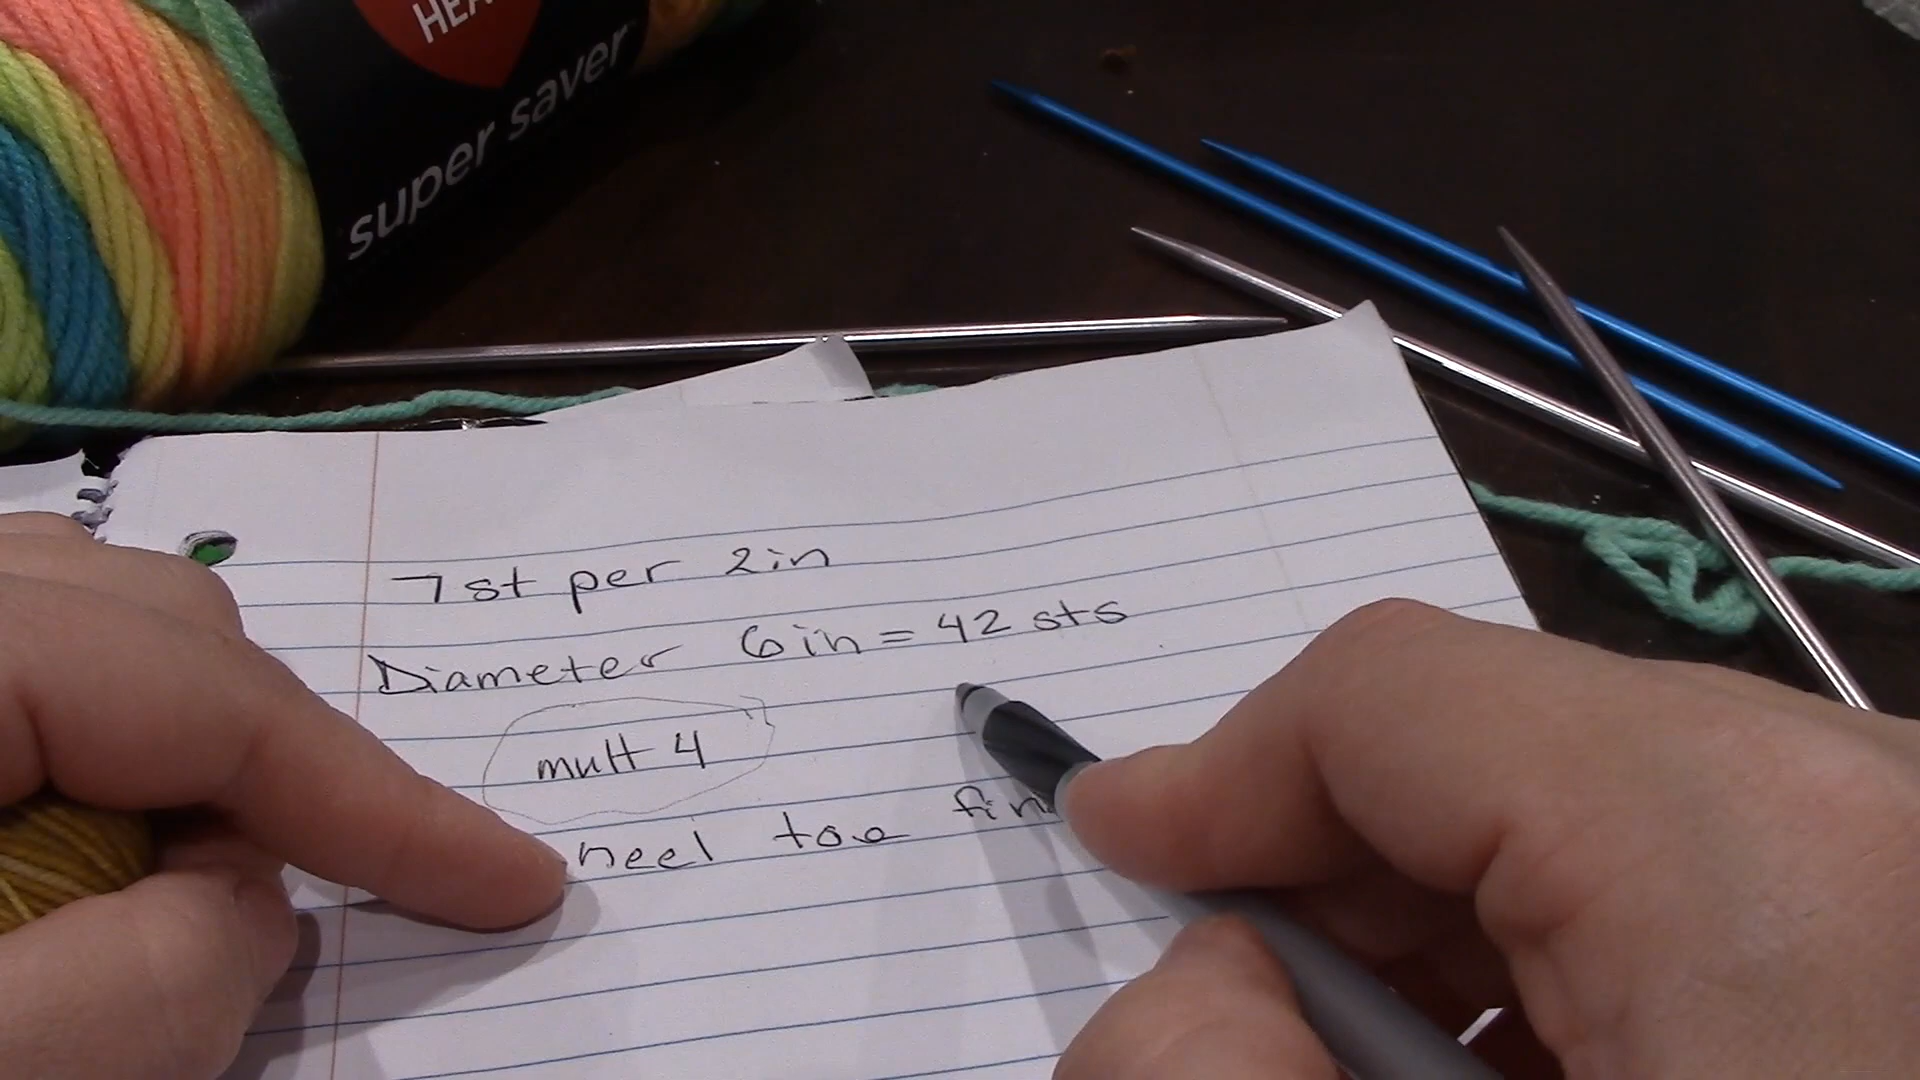 super saver
7 st per 2in
Diameter 6in = 42 sts
mult 4
heel toe